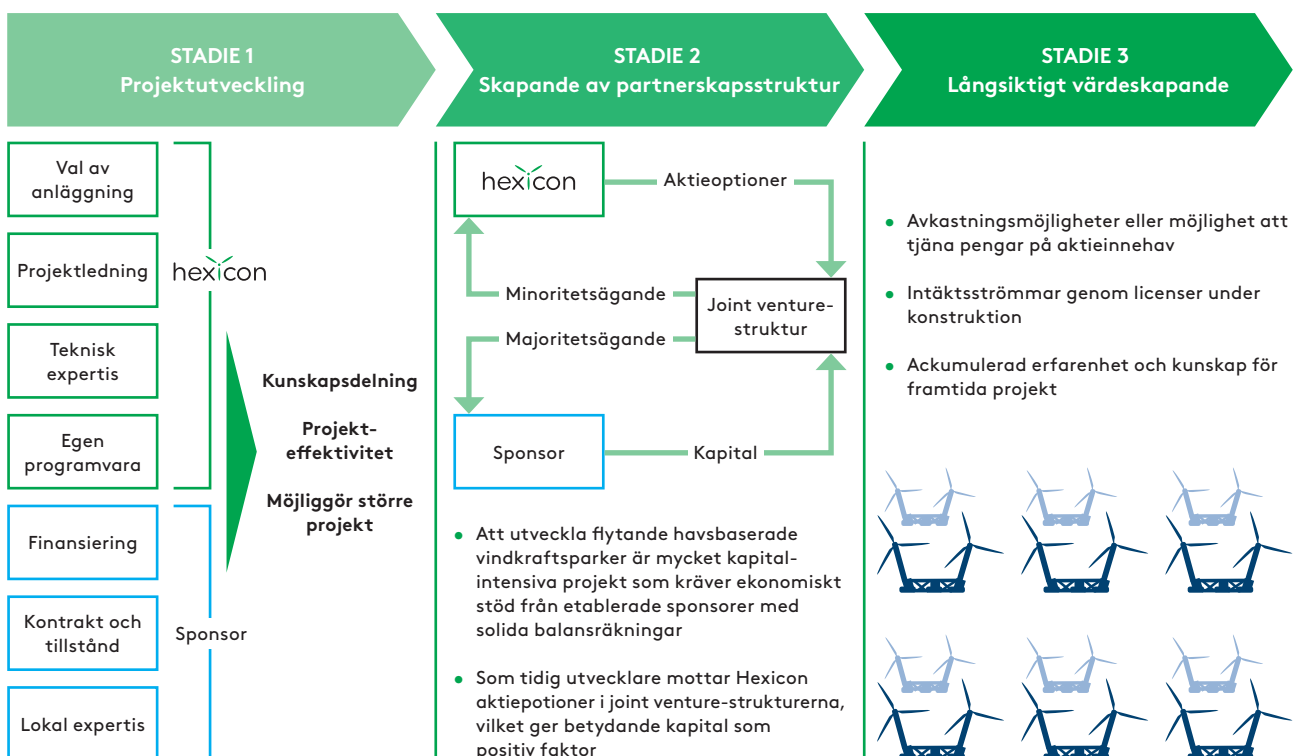 STADIE 1
Projektutveckling
STADIE 2
Skapande av partnerskapsstruktur
STADIE 3
Långsiktigt värdeskapande
Val av
anläggning
Projektledning
Teknisk
expertis
Egen
programvara
Finansiering
Kontrakt och
tillstånd
Lokal expertis
hexicon
Sponsor
Kunskapsdelning
Projekt-
effektivitet
Möjliggör större
projekt
hexicon
Aktieoptioner
Minoritetsägande
Majoritetsägande
Joint venture-
struktur
Sponsor
Kapital
• Att utveckla flytande havsbaserade
vindkraftsparker är mycket kapital-
intensiva projekt som kräver ekonomiskt
stöd från etablerade sponsorer med
solida balansräkningar
• Som tidig utvecklare mottar Hexicon
aktiepotioner i joint venture-strukturerna,
vilket ger betydande kapital som
positiv faktor
• Avkastningsmöjligheter eller möjlighet att
tjäna pengar på aktieinnehav
• Intäktsströmmar genom licenser under
konstruktion
• Ackumulerad erfarenhet och kunskap för
framtida projekt